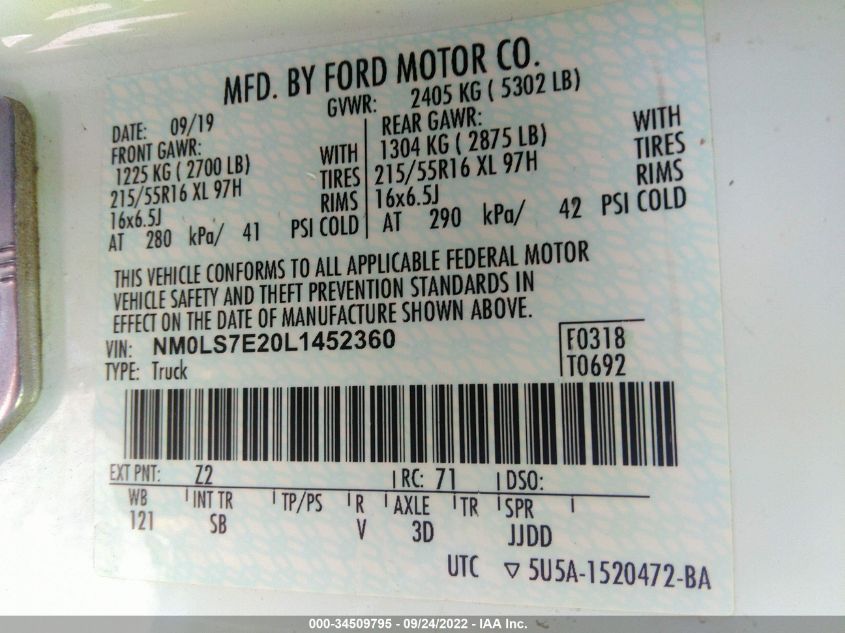 MFD. BY FORD MOTOR CO.
GVWR: 2405 KG ( 5302 LB)
DATE: 09/19
FRONT GAWR:
1225 KG ( 2700 LB) WITH
215/55R16 XL 97H TIRES
16x6.5J RIMS
AT 280 kPa/ 41 PSI COLD
REAR GAWR: WITH
1304 KG ( 2875 LB) TIRES
215/55R16 XL 97H RIMS
16x6.5J
AT 290 kPa/ 42 PSI COLD
THIS VEHICLE CONFORMS TO ALL APPLICABLE FEDERAL MOTOR
VEHICLE SAFETY AND THEFT PREVENTION STANDARDS IN
EFFECT ON THE DATE OF MANUFACTURE SHOWN ABOVE.
VIN: NM0LS7E20L1452360 F0318
TYPE: Truck T0692
EXT PNT: Z2 RC: 71 DSO:
WB INT TR TP/PS R AXLE TR SPR
121 SB V 3D JJDD
UTC ▽ 5U5A-1520472-BA
000-34509795 - 09/24/2022 - IAA Inc.